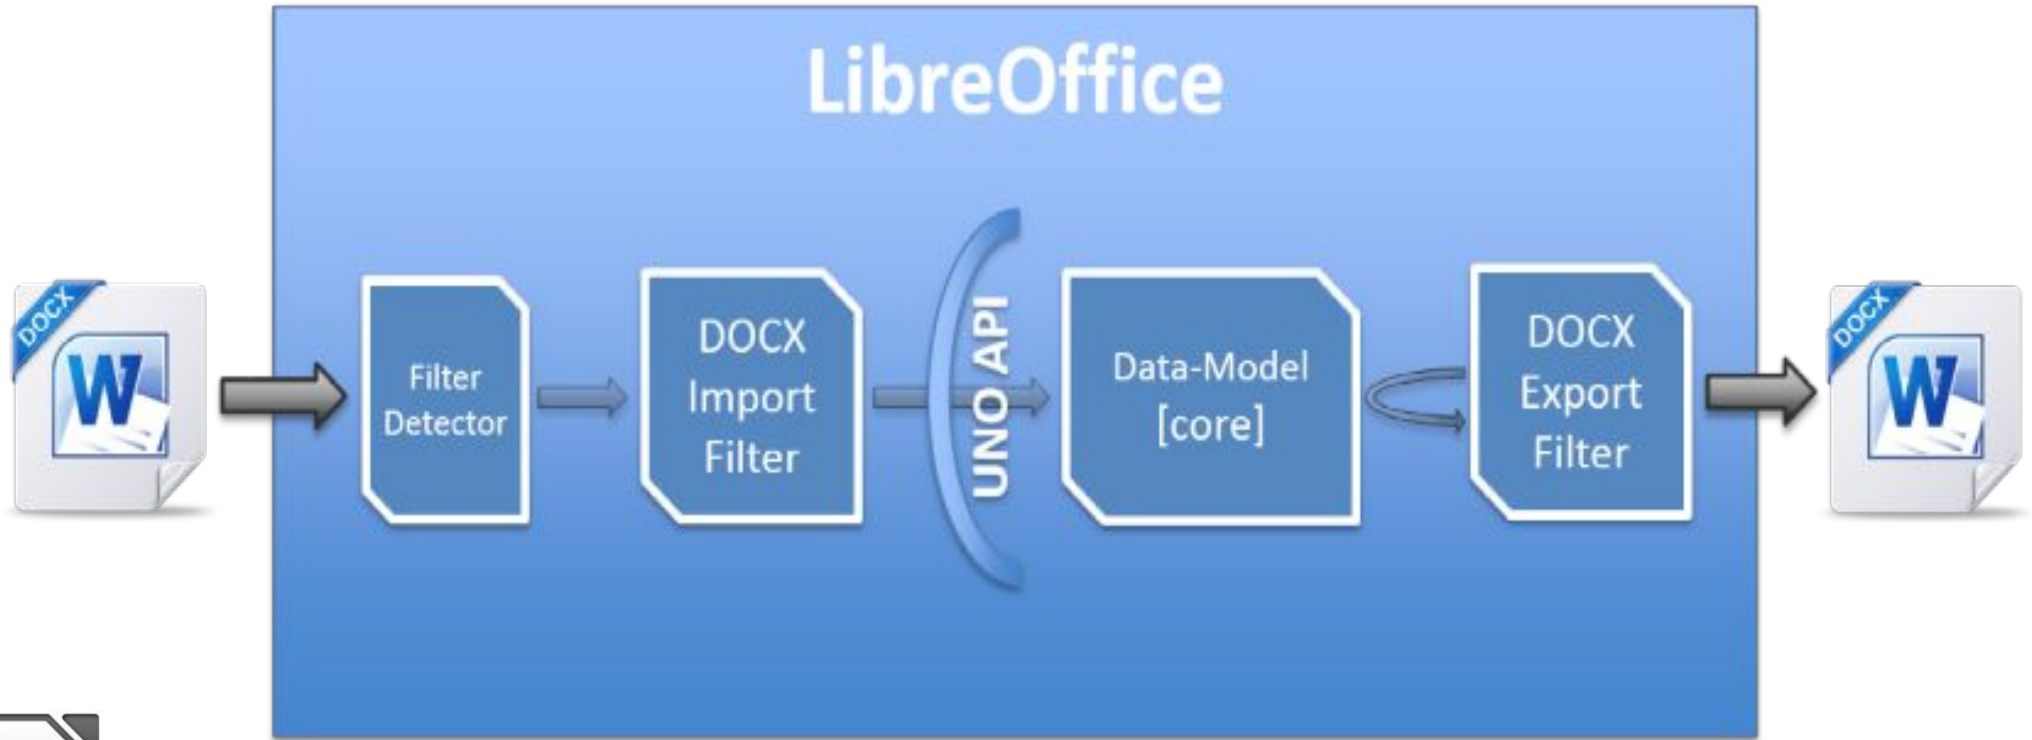 LibreOffice
DOCX
W
Filter
Detector
DOCX
Import
Filter
UNO API
Data-Model
[core]
DOCX
Export
Filter
DOCX
W